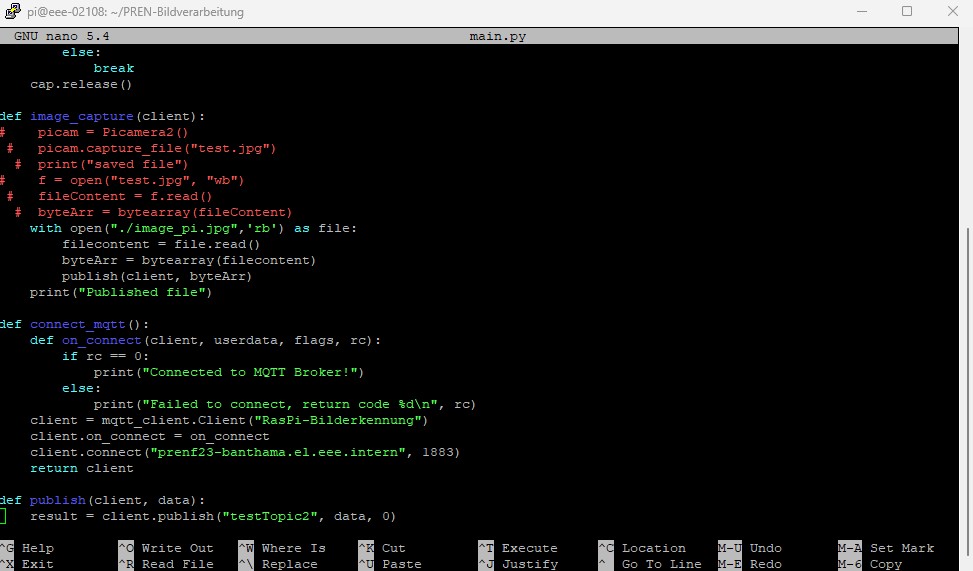 pi@eee-02108: ~/PREN-Bildverarbeitung
GNU nano 5.4 main.py
        else:
            break
    cap.release()

def image_capture(client):
#    picam = Picamera2()
 #   picam.capture_file("test.jpg")
  #  print("saved file")
#    f = open("test.jpg", "wb")
 #   fileContent = f.read()
  #  byteArr = bytearray(fileContent)
    with open("./image_pi.jpg",'rb') as file:
        filecontent = file.read()
        byteArr = bytearray(filecontent)
        publish(client, byteArr)
    print("Published file")

def connect_mqtt():
    def on_connect(client, userdata, flags, rc):
        if rc == 0:
            print("Connected to MQTT Broker!")
        else:
            print("Failed to connect, return code %d\n", rc)
    client = mqtt_client.Client("RasPi-Bilderkennung")
    client.on_connect = on_connect
    client.connect("prenf23-banthama.el.eee.intern", 1883)
    return client

def publish(client, data):
    result = client.publish("testTopic2", data, 0)

^G Help ^O Write Out ^W Where Is ^K Cut ^T Execute ^C Location M-U Undo M-A Set Mark
^X Exit ^R Read File ^\ Replace ^U Paste ^J Justify ^_ Go To Line M-E Redo M-6 Copy